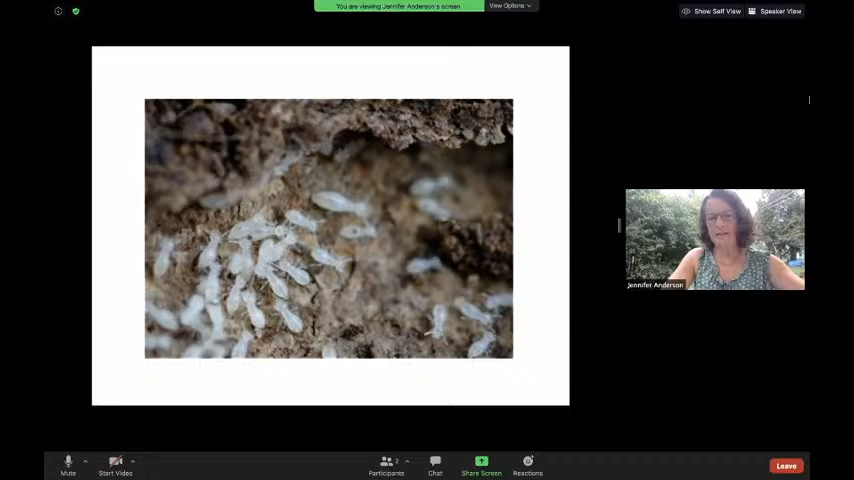 You are viewing Jennifer Anderson's screen
View Options
Show Self View
Speaker View
Jennifer Anderson
Mute
Start Video
Participants
2
Chat
Share Screen
Reactions
Leave